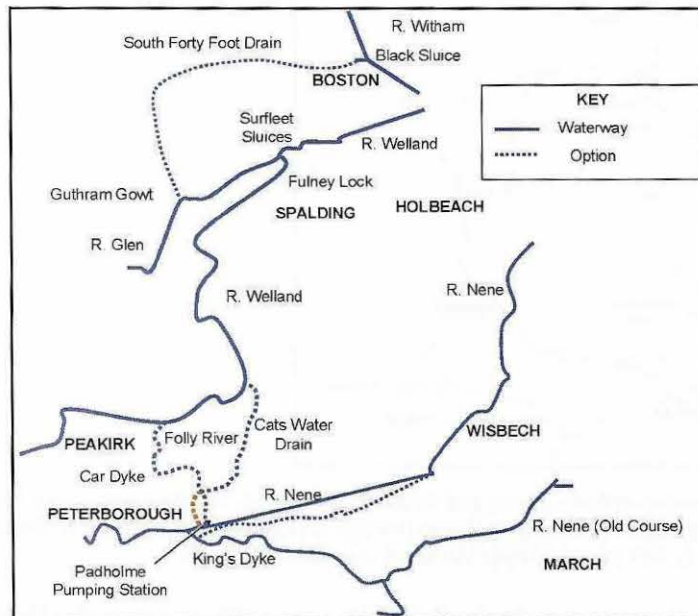 R. Witham
South Forty Foot Drain
Black Sluice
BOSTON
KEY
Waterway
Option
Surfleet
Sluices
R. Welland
Fulney Lock
Guthram Gowt
SPALDING
HOLBEACH
R. Glen
R. Welland
R. Nene
Folly River
Cats Water
Drain
WISBECH
PEAKIRK
Car Dyke
R. Nene
PETERBOROUGH
R. Nene (Old Course)
King's Dyke
MARCH
Padholme
Pumping Station